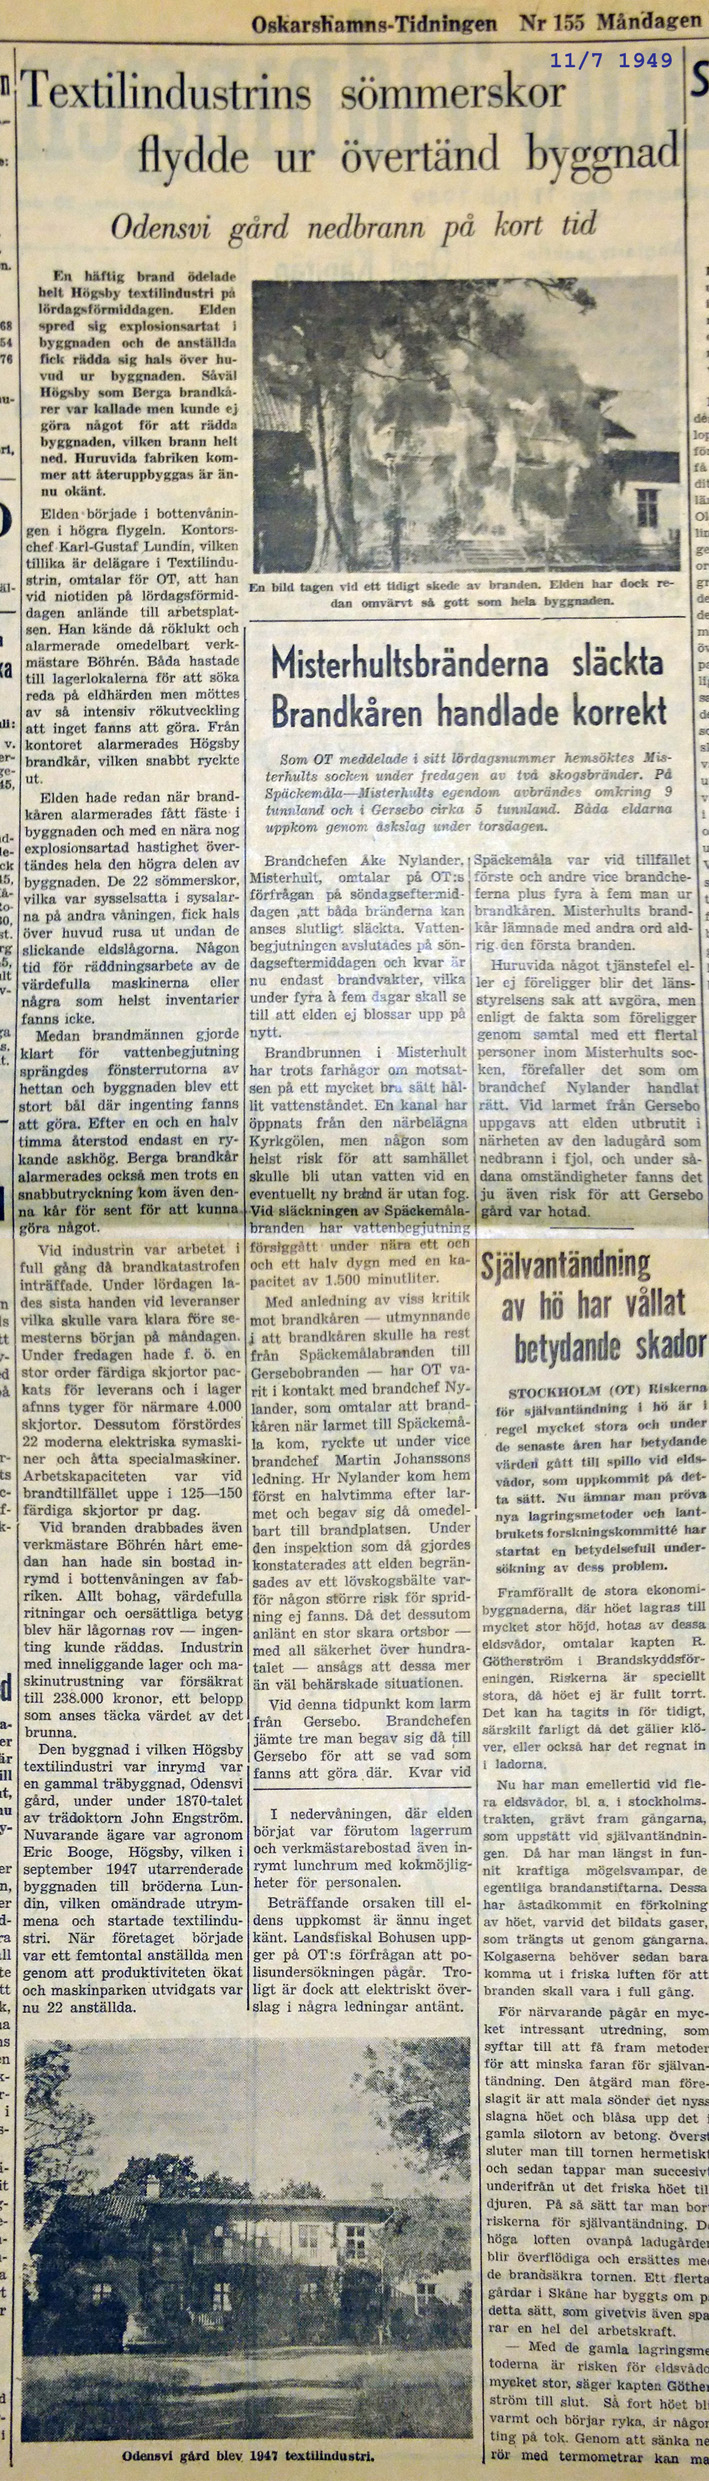 Oskarshamns-Tidningen Nr 155 Måndagen
11/7 1949
Textilindustrins sömmerskor
flydde ur övertänd byggnad
Odensvi gård nedbrann på kort tid
En häftig brand ödelade
helt Högsby textilindustri på
lördagsförmiddagen. Elden
spred sig explosionsartat i
byggnaden och de anställda
fick rädda sig hals över hu-
vud ur byggnaden. Såväl
Högsby som Berga brandkå-
rer var kallade men kunde ej
göra något för att rädda
byggnaden, vilken brann helt
ned. Huruvida fabriken kom-
mer att återuppbyggas är än-
nu okänt.
Elden började i bottenvånin-
gen i högra flygeln. Kontors-
chef Karl-Gustaf Lundin, vilken
tillika är delägare i Textilindu-
strin, omtalar för OT, att han
vid niotiden på lördagsförmid-
dagen anlände till arbetsplat-
sen. Han kände då röklukt och
alarmerade omedelbart verk-
mästare Böhrén. Båda hastade
till lagerlokalerna för att söka
reda på eldhärden men möttes
av så intensiv rökutveckling
att inget fanns att göra. Från
kontoret alarmerades Högsby
brandkår, vilken snabbt ryckte
ut.
Elden hade redan när brand-
kåren alarmerades fått fäste i
byggnaden och med en nära nog
explosionsartad hastighet över-
tändes hela den högra delen av
byggnaden. De 22 sömmerskor,
vilka var sysselsatta i sysalar-
na på andra våningen, fick hals
över huvud rusa ut undan de
slickande eldslågorna. Någon
tid för räddningsarbete av de
värdefulla maskinerna eller
några som helst inventarier
fanns icke.
Medan brandmännen gjorde
klart för vattenbegjutning
sprängdes fönsterrutorna av
hettan och byggnaden blev ett
stort bål där ingenting fanns
att göra. Efter en och en halv
timma återstod endast en ry-
kande askhög. Berga brandkår
alarmerades också men trots en
snabbutryckning kom även den-
na kår för sent för att kunna
göra något.
Vid industrin var arbetet i
full gång då brandkatastrofen
inträffade. Under lördagen la-
des sista handen vid leveranser
vilka skulle vara klara före se-
mesterns början på måndagen.
Under fredagen hade f. ö. en
stor order färdiga skjortor pac-
kats för leverans och i lager
afnns tyger för närmare 4.000
skjortor. Dessutom förstördes
22 moderna elektriska symaski-
ner och åtta specialmaskiner.
Arbetskapaciteten var vid
brandtillfället uppe i 125—150
färdiga skjortor pr dag.
Vid branden drabbades även
verkmästare Böhrén hårt eme-
dan han hade sin bostad in-
rymd i bottenvåningen av fab-
riken. Allt bohag, värdefulla
ritningar och oersättliga betyg
blev här lågornas rov — ingen-
ting kunde räddas. Industrin
med inneliggande lager och ma-
skinutrustning var försäkrat
till 238.000 kronor, ett belopp
som anses täcka värdet av det
brunna.
Den byggnad i vilken Högsby
textilindustri var inrymd var
en gammal träbyggnad, Odensvi
gård, under under 1870-talet
av trädoktorn John Engström.
Nuvarande ägare var agronom
Eric Booge, Högsby, vilken i
september 1947 utarrenderade
byggnaden till bröderna Lun-
din, vilken omändrade utrym-
mena och startade textilindu-
stri. När företaget började
var ett femtontal anställda men
genom att produktiviteten ökat
och maskinparken utvidgats var
nu 22 anställda.
En bild tagen vid ett tidigt skede av branden. Elden har dock re-
dan omvärvt så gott som hela byggnaden.
Misterhultsbränderna släckta
Brandkåren handlade korrekt
Som OT meddelade i sitt lördagsnummer hemsöktes Mis-
terhults socken under fredagen av två skogsbränder. På
Späckemåla—Misterhults egendom avbrändes omkring 9
tunnland och i Gersebo cirka 5 tunnland. Båda eldarna
uppkom genom åskslag under torsdagen.
Brandchefen Åke Nylander,
Misterhult, omtalar på OT:s
förfrågan på söndagseftermid-
dagen ,att båda bränderna kan
anses slutligt släckta. Vatten-
begjutningen avslutades på sön-
dagseftermiddagen och kvar är
nu endast brandvakter, vilka
under fyra à fem dagar skall se
till att elden ej blossar upp på
nytt.
Brandbrunnen i Misterhult
har trots farhågor om motsat-
sen på ett mycket bra sätt hål-
lit vattenståndet. En kanal har
öppnats från den närbelägna
Kyrkgölen, men någon som
helst risk för att samhället
skulle bli utan vatten vid en
eventuellt ny brand är utan fog.
Vid släckningen av Späckemåla-
branden har vattenbegjutning
försiggått under nära ett och
och ett halv dygn med en ka-
pacitet av 1.500 minutliter.
Med anledning av viss kritik
mot brandkåren — utmynnande
i att brandkåren skulle ha rest
från Späckemålabranden till
Gersebobranden — har OT va-
rit i kontakt med brandchef Ny-
lander, som omtalar att brand-
kåren när larmet till Späckemå-
la kom, ryckte ut under vice
brandchef Martin Johanssons
ledning. Hr Nylander kom hem
först en halvtimma efter lar-
met och begav sig då omedel-
bart till brandplatsen. Under
den inspektion som då gjordes
konstaterades att elden begrän-
sades av ett lövskogsbälte var-
för någon större risk för sprid-
ning ej fanns. Då det dessutom
anlänt en stor skara ortsbor —
med all säkerhet över hundra-
talet — ansågs att dessa mer
än väl behärskade situationen.
Vid denna tidpunkt kom larm
från Gersebo. Brandchefen
jämte tre man begav sig då till
Gersebo för att se vad som
fanns att göra där. Kvar vid
Späckemåla var vid tillfället
förste och andre vice brandche-
ferna plus fyra à fem man ur
brandkåren. Misterhults brand-
kår lämnade med andra ord ald-
rig den första branden.
Huruvida något tjänstefel el-
ler ej föreligger blir det läns-
styrelsens sak att avgöra, men
enligt de fakta som föreligger
genom samtal med ett flertal
personer inom Misterhults soc-
ken, förefaller det som om
brandchef Nylander handlat
rätt. Vid larmet från Gersebo
uppgavs att elden utbrutit i
närheten av den ladugård som
nedbrann i fjol, och under så-
dana omständigheter fanns det
ju även risk för att Gersebo
gård var hotad.
I nedervåningen, där elden
börjat var förutom lagerrum
och verkmästarebostad även in-
rymt lunchrum med kokmöjlig-
heter för personalen.
Beträffande orsaken till el-
dens uppkomst är ännu inget
känt. Landsfiskal Bohusen upp-
ger på OT:s förfrågan att po-
lisundersökningen pågår. Tro-
ligt är dock att elektriskt över-
slag i några ledningar antänt.
Självantändning
av hö har vållat
betydande skador
STOCKHOLM (OT) Riskerna
för självantändning i hö är i
regel mycket stora och under
de senaste åren har betydande
värden gått till spillo vid elds-
vådor, som uppkommit på det-
ta sätt. Nu ämnar man pröva
nya lagringsmetoder och lant-
brukets forskningskommitté har
startat en betydelsefull under-
sökning av dess problem.
Framförallt de stora ekonomi-
byggnaderna, där höet lagras till
mycket stor höjd, hotas av dessa
eldsvådor, omtalar kapten R.
Götherström i Brandskyddsför-
eningen. Riskerna är speciellt
stora, då höet ej är fullt torrt.
Det kan ha tagits in för tidigt,
särskilt farligt då det gäller klö-
ver, eller också har det regnat in
i ladorna.
Nu har man emellertid vid fle-
ra eldsvådor, bl. a. i stockholms-
trakten, grävt fram gångarna,
som uppstått vid självantändnin-
gen. Då har man längst in fun-
nit kraftiga mögelsvampar, de
egentliga brandanstiftarna. Dessa
har åstadkommit en förkolning
av höet, varvid det bildats gaser,
som trängts ut genom gångarna.
Kolgaserna behöver sedan bara
komma ut i friska luften för att
branden skall vara i full gång.
För närvarande pågår en myc-
ket intressant utredning, som
syftar till att få fram metoder
för att minska faran för självan-
tändning. Den åtgärd man före-
slagit är att mala sönder det nyss
slagna höet och blåsa upp det i
gamla silotorn av betong. Överst
sluter man till tornen hermetiskt
och sedan tappar man succesivt
underifrån ut det friska höet til
djuren. På så sätt tar man bor
riskerna för självantändning. De
höga loften ovanpå ladugårder
blir överflödiga och ersättes med
de brandsäkra tornen. Ett flerta
gårdar i Skåne har byggts om p
detta sätt, som givetvis även spa
rar en hel del arbetskraft.
— Med de gamla lagringsme
toderna är risken för eldsvådo
mycket stor, säger kapten Göther
ström till slut. Så fort höet bli
varmt och börjar ryka, är någon
ting på tok. Genom att sänka ne
rör med termometrar kan ma
Odensvi gård blev 1947 textilindustri.